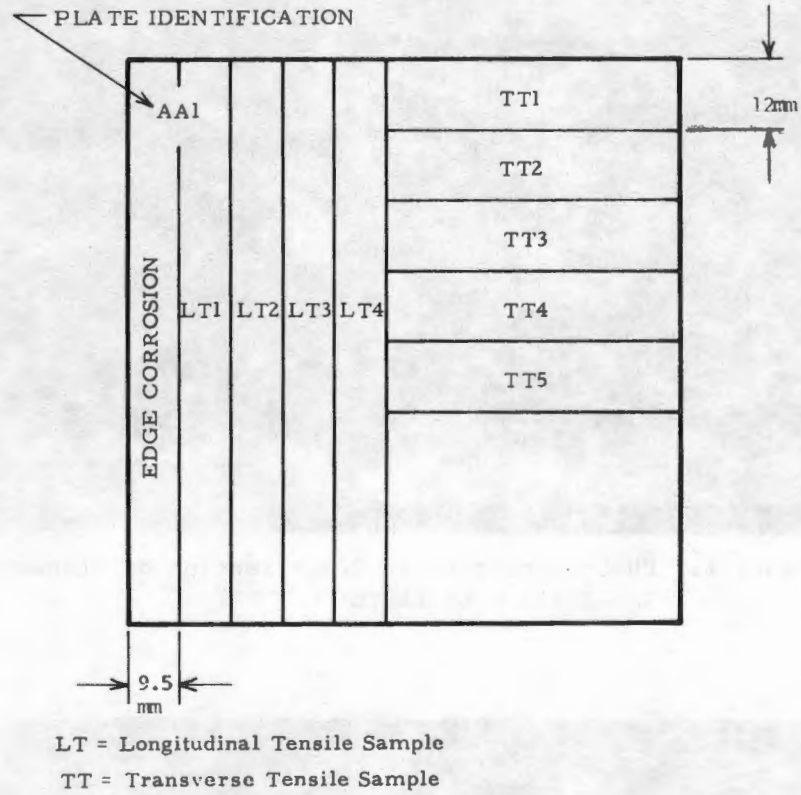 PLATE IDENTIFICATION
AA1
TT1
12mm
TT2
TT3
EDGE CORROSION
LT1 LT2 LT3 LT4
TT4
TT5
9.5
mm
LT = Longitudinal Tensile Sample
TT = Transverse Tensile Sample